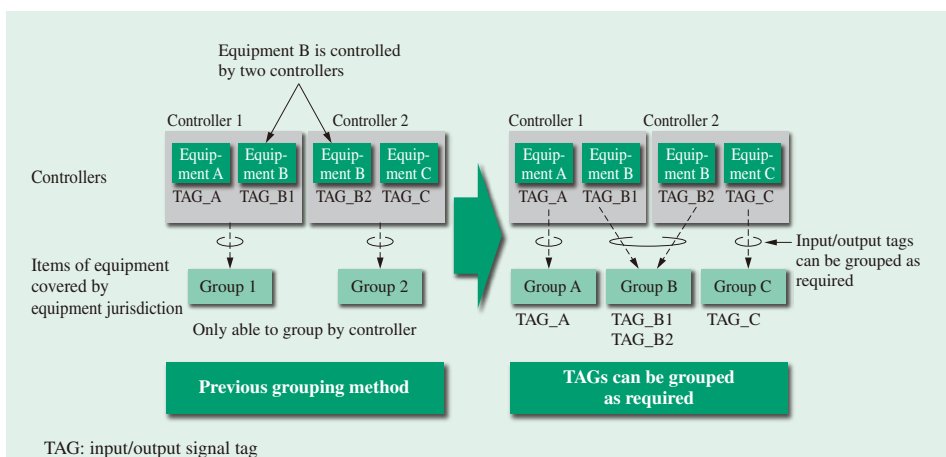 Equipment B is controlled
by two controllers
Controller 1
Controller 2
Controllers
Equip-
ment A
Equip-
ment B
Equip-
ment B
Equip-
ment C
TAG_A
TAG_B1
TAG_B2
TAG_C
Items of equipment
covered by
equipment jurisdiction
Group 1
Group 2
Only able to group by controller
Previous grouping method
Controller 1
Controller 2
Equip-
ment A
Equip-
ment B
Equip-
ment B
Equip-
ment C
TAG_A
TAG_B1
TAG_B2
TAG_C
Input/output tags
can be grouped as
required
Group A
Group B
Group C
TAG_A
TAG_B1
TAG_B2
TAG_C
TAGs can be grouped
as required
TAG: input/output signal tag